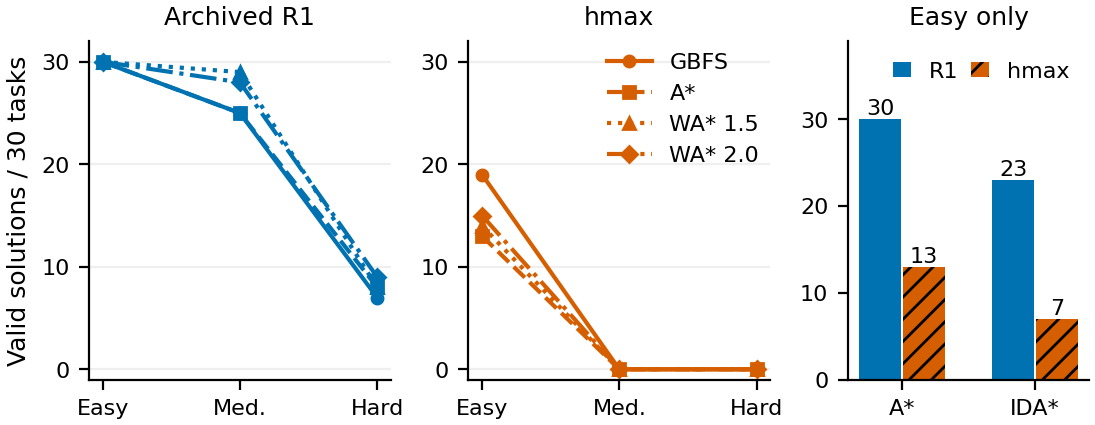 Archived R1
Valid solutions / 30 tasks
30
20
10
0
Easy
Med.
Hard
hmax
GBFS
A*
WA* 1.5
WA* 2.0
30
20
10
0
Easy
Med.
Hard
Easy only
R1
hmax
30
20
10
0
30
13
23
7
A*
IDA*